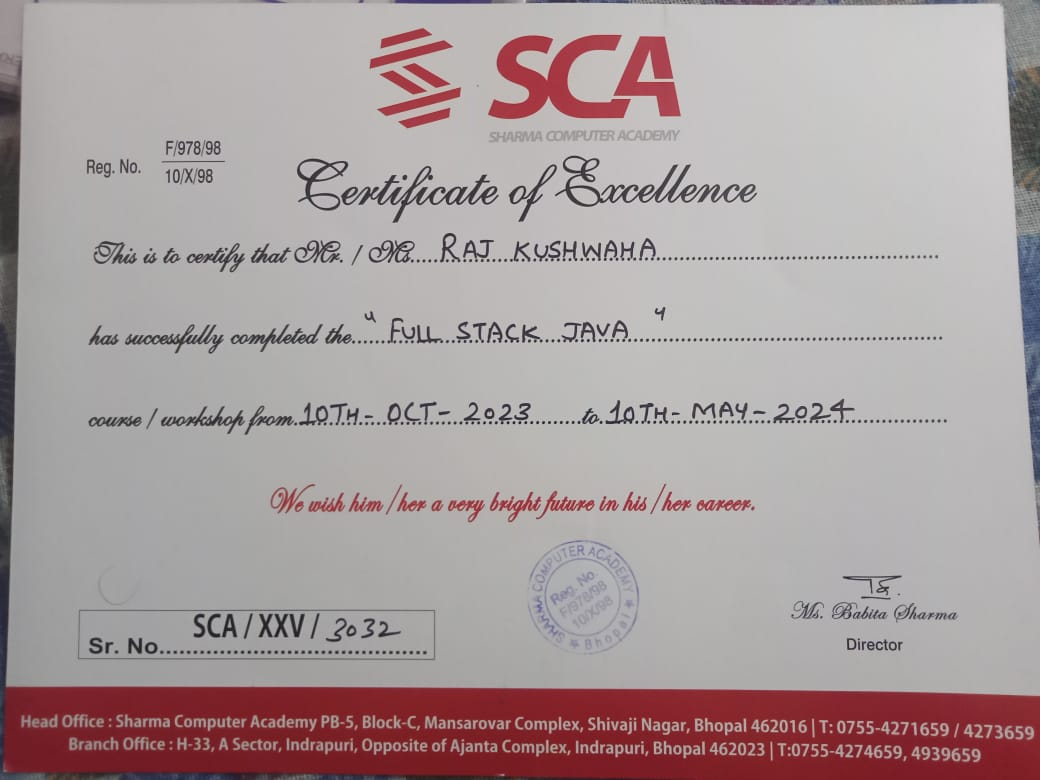 SCA
SHARMA COMPUTER ACADEMY
Reg. No. F/978/98
10/X/98
Certificate of Excellence
This is to certify that Mr. / Ms. RAJ KUSHWAHA
has successfully completed the "FULL STACK JAVA"
course / workshop from 10TH-OCT-2023 to 10TH-MAY-2024
We wish him / her a very bright future in his / her career.
SHARMA COMPUTER ACADEMY
Reg. No.
F/978/98
10/X/98
Bhopal
Ms. Babita Sharma
Director
Sr. No. SCA / XXV / 3032
Head Office : Sharma Computer Academy PB-5, Block-C, Mansarovar Complex, Shivaji Nagar, Bhopal 462016 | T: 0755-4271659 / 4273659
Branch Office : H-33, A Sector, Indrapuri, Opposite of Ajanta Complex, Indrapuri, Bhopal 462023 | T:0755-4274659, 4939659